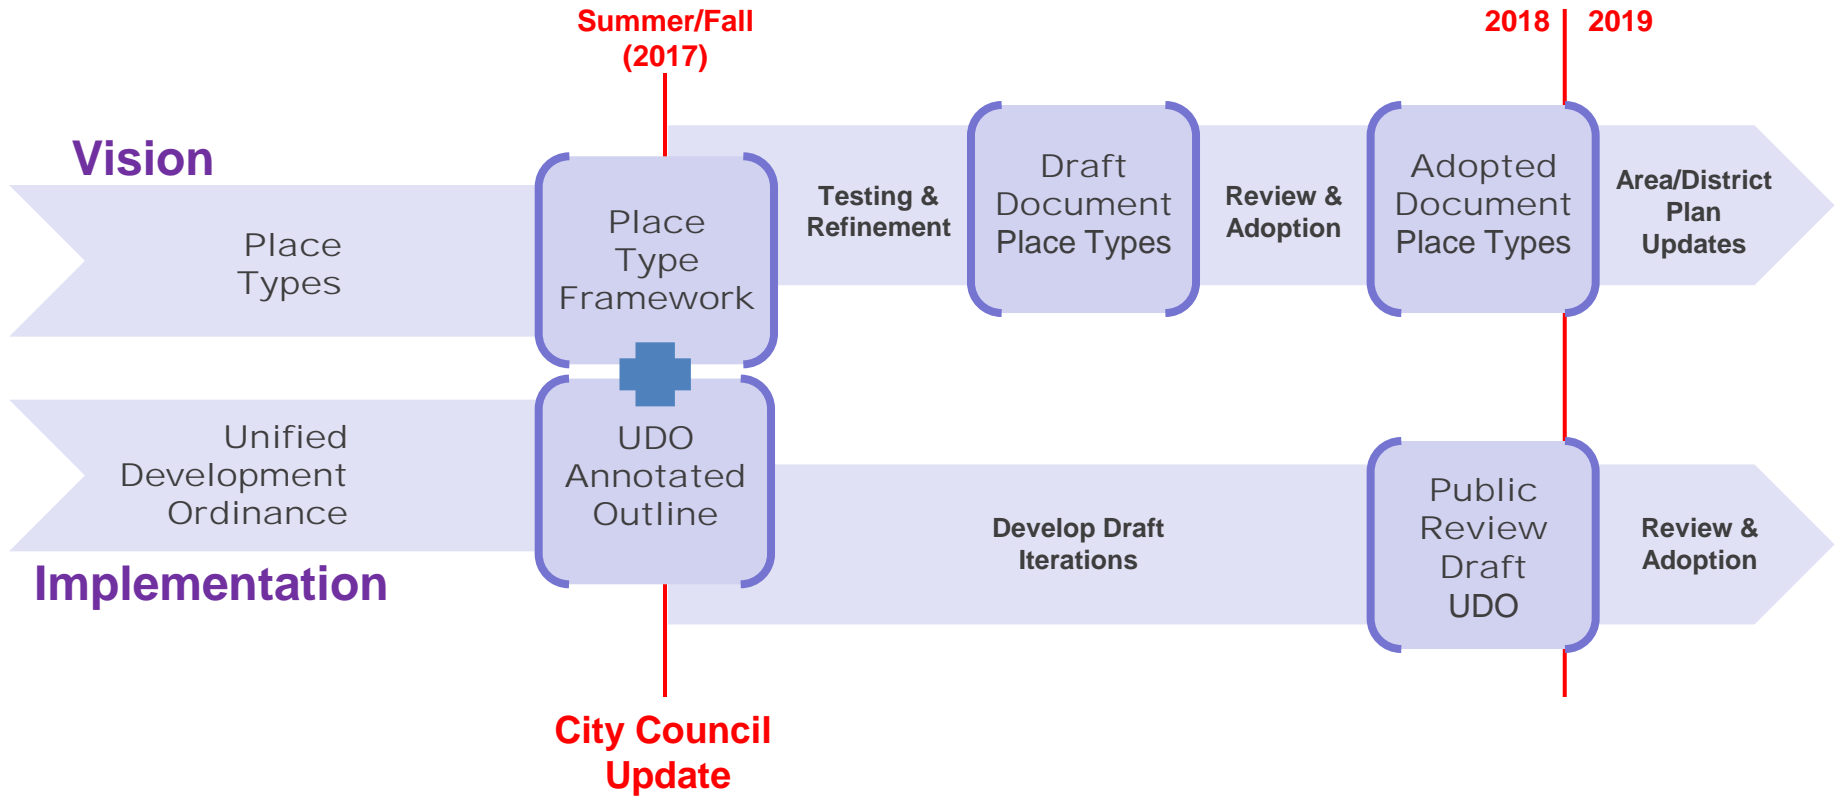 Summer/Fall
(2017)
2018 2019
Vision
Place
Types
Place
Type
Framework
Testing &
Refinement
Draft
Document
Place Types
Review &
Adoption
Adopted
Document
Place Types
Area/District
Plan
Updates
Unified
Development
Ordinance
Implementation
UDO
Annotated
Outline
Develop Draft
Iterations
Public
Review
Draft
UDO
Review &
Adoption
City Council
Update